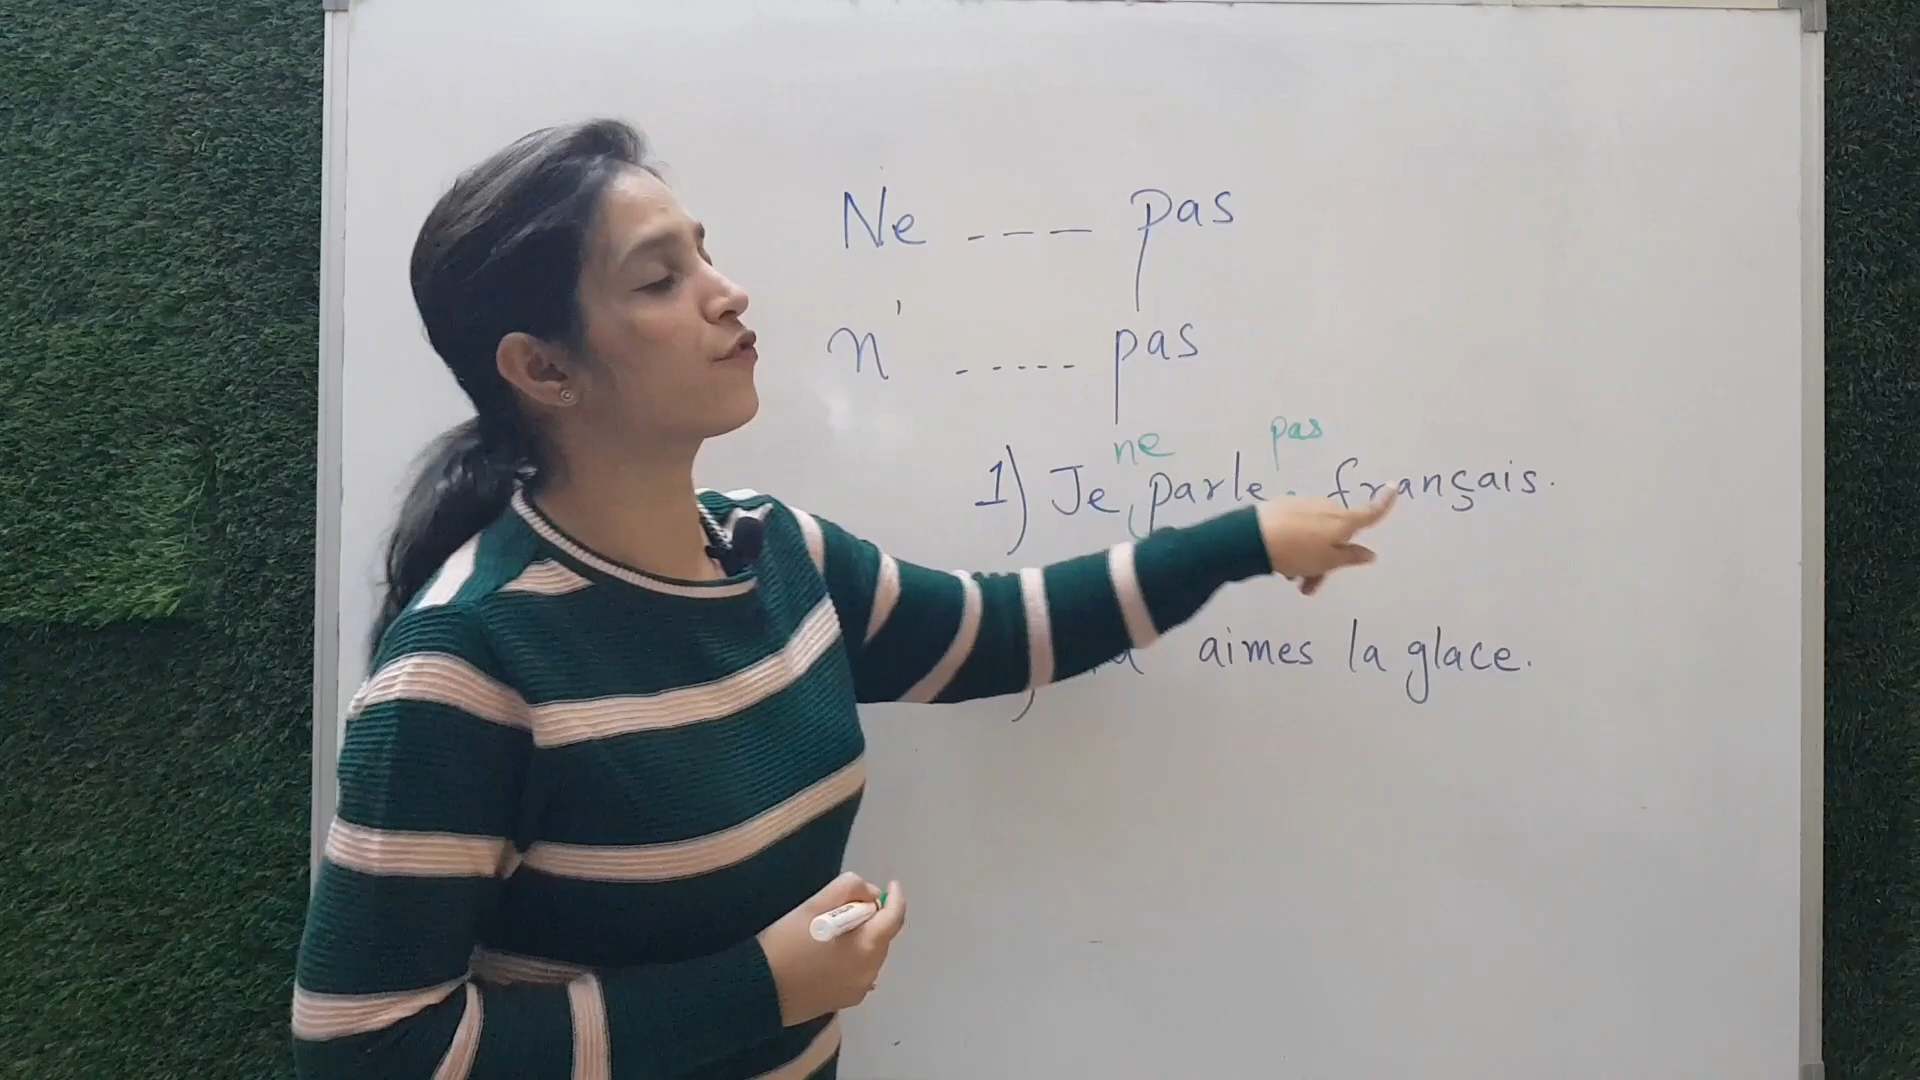 Ne --- pas
n' ----- pas
ne pas
1) Je parle français.
aimes la glace.